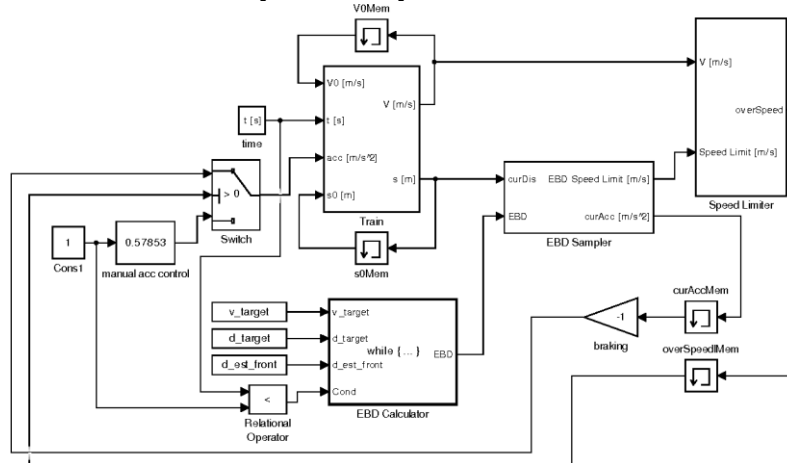 V0Mem
V0 [m/s]
V [m/s]
t [s]
time
t [s]
acc [m/s^2]
s [m]
s0 [m]
Train
s0Mem
V [m/s]
overSpeed
Speed Limit [m/s]
Speed Limiter
> 0
Switch
1
Cons1
0.57853
manual acc control
curDis
EBD Speed Limit [m/s]
EBD
curAcc [m/s^2]
EBD Sampler
curAccMem
-1
braking
overSpeedMem
v_target
d_target
d_est_front
v_target
d_target
while { ... }
EBD
d_est_front
Cond
EBD Calculator
<
Relational
Operator